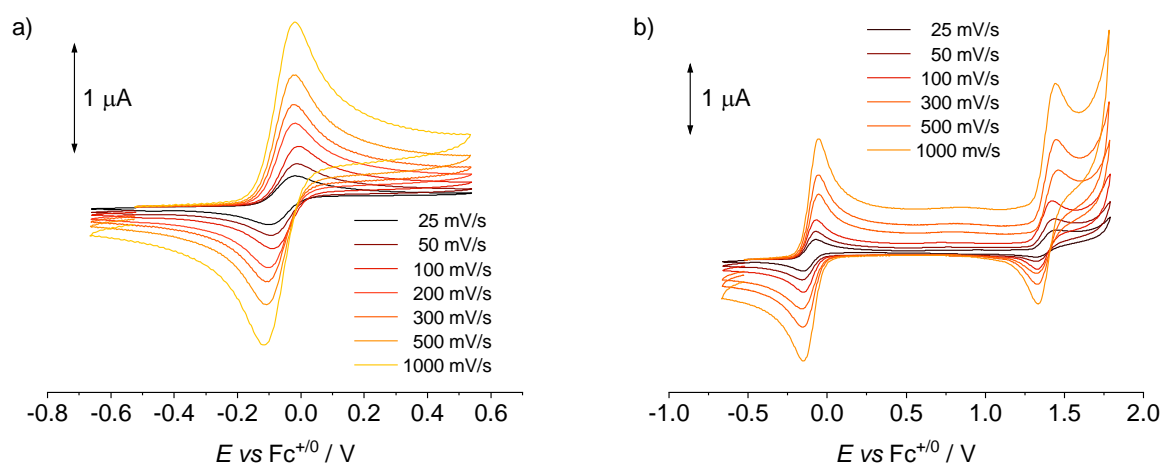 a)
1 μA
25 mV/s
50 mV/s
100 mV/s
200 mV/s
300 mV/s
500 mV/s
1000 mV/s
-0.8 -0.6 -0.4 -0.2 0.0 0.2 0.4 0.6
E vs Fc+/0 / V
b)
1 μA
25 mV/s
50 mV/s
100 mV/s
300 mV/s
500 mV/s
1000 mv/s
-1.0 -0.5 0.0 0.5 1.0 1.5 2.0
E vs Fc+/0 / V